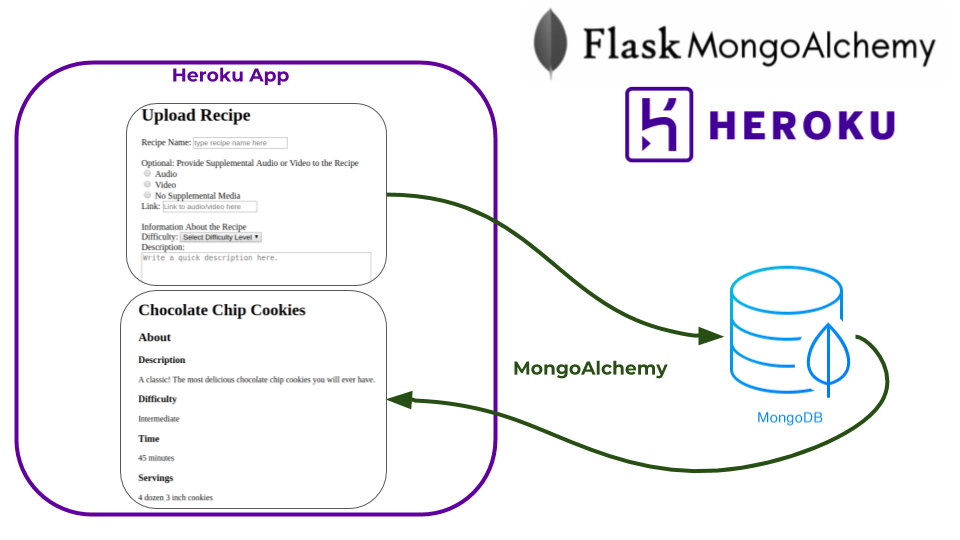 Flask MongoAlchemy
HEROKU
Heroku App
Upload Recipe
Recipe Name: type recipe name here
Optional: Provide Supplemental Audio or Video to the Recipe
Audio
Video
No Supplemental Media
Link: Link to audio/video here
Information About the Recipe
Difficulty: Select Difficulty Level
Description:
Write a quick description here.
Chocolate Chip Cookies
About
Description
A classic! The most delicious chocolate chip cookies you will ever have.
Difficulty
Intermediate
Time
45 minutes
Servings
4 dozen 3 inch cookies
MongoAlchemy
MongoDB